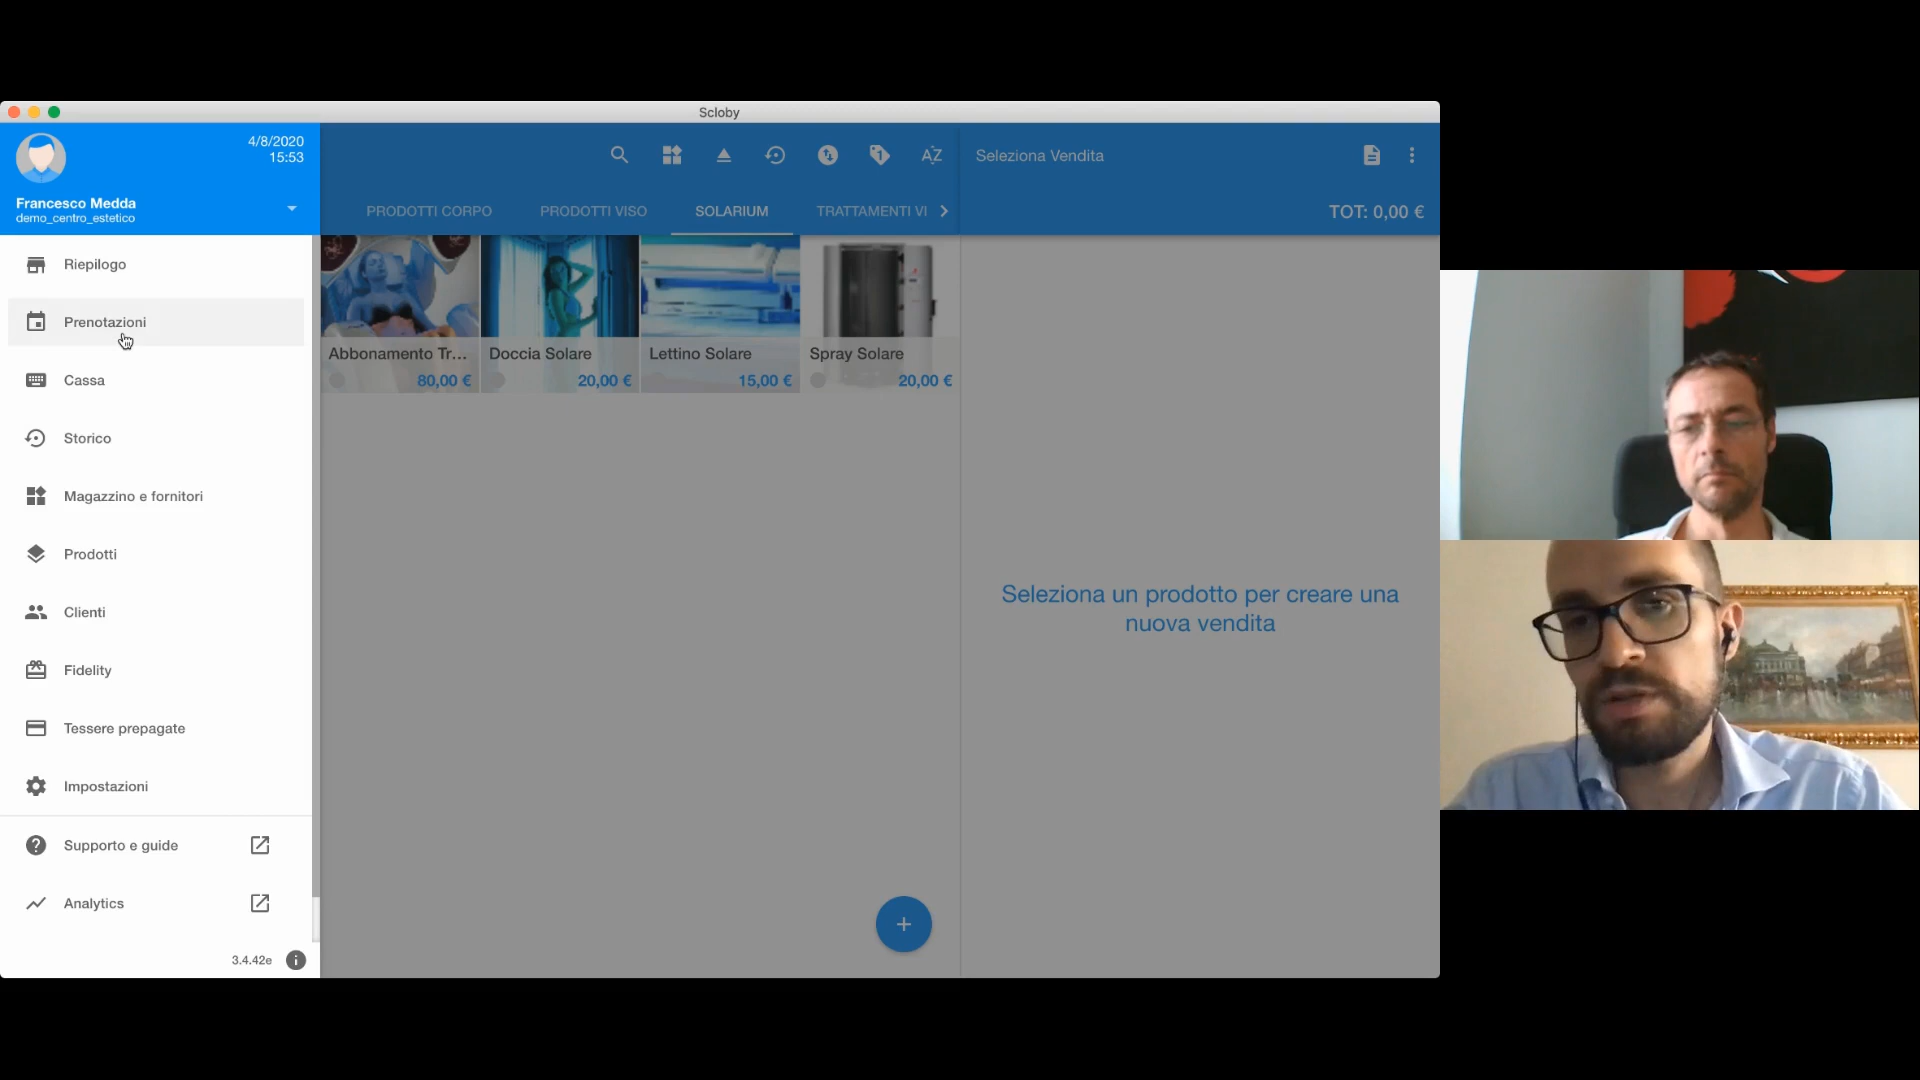 Scloby
4/8/2020
15:53
Francesco Medda
demo_centro_estetico
Riepilogo
Prenotazioni
Cassa
Storico
Magazzino e fornitori
Prodotti
Clienti
Fidelity
Tessere prepagate
Impostazioni
Supporto e guide
Analytics
3.4.42e
AZ
PRODOTTI CORPO
PRODOTTI VISO
SOLARIUM
TRATTAMENTI VI
Abbonamento Tr...
80,00 €
Doccia Solare
20,00 €
Lettino Solare
15,00 €
Spray Solare
20,00 €
Seleziona Vendita
TOT: 0,00 €
Seleziona un prodotto per creare una
nuova vendita